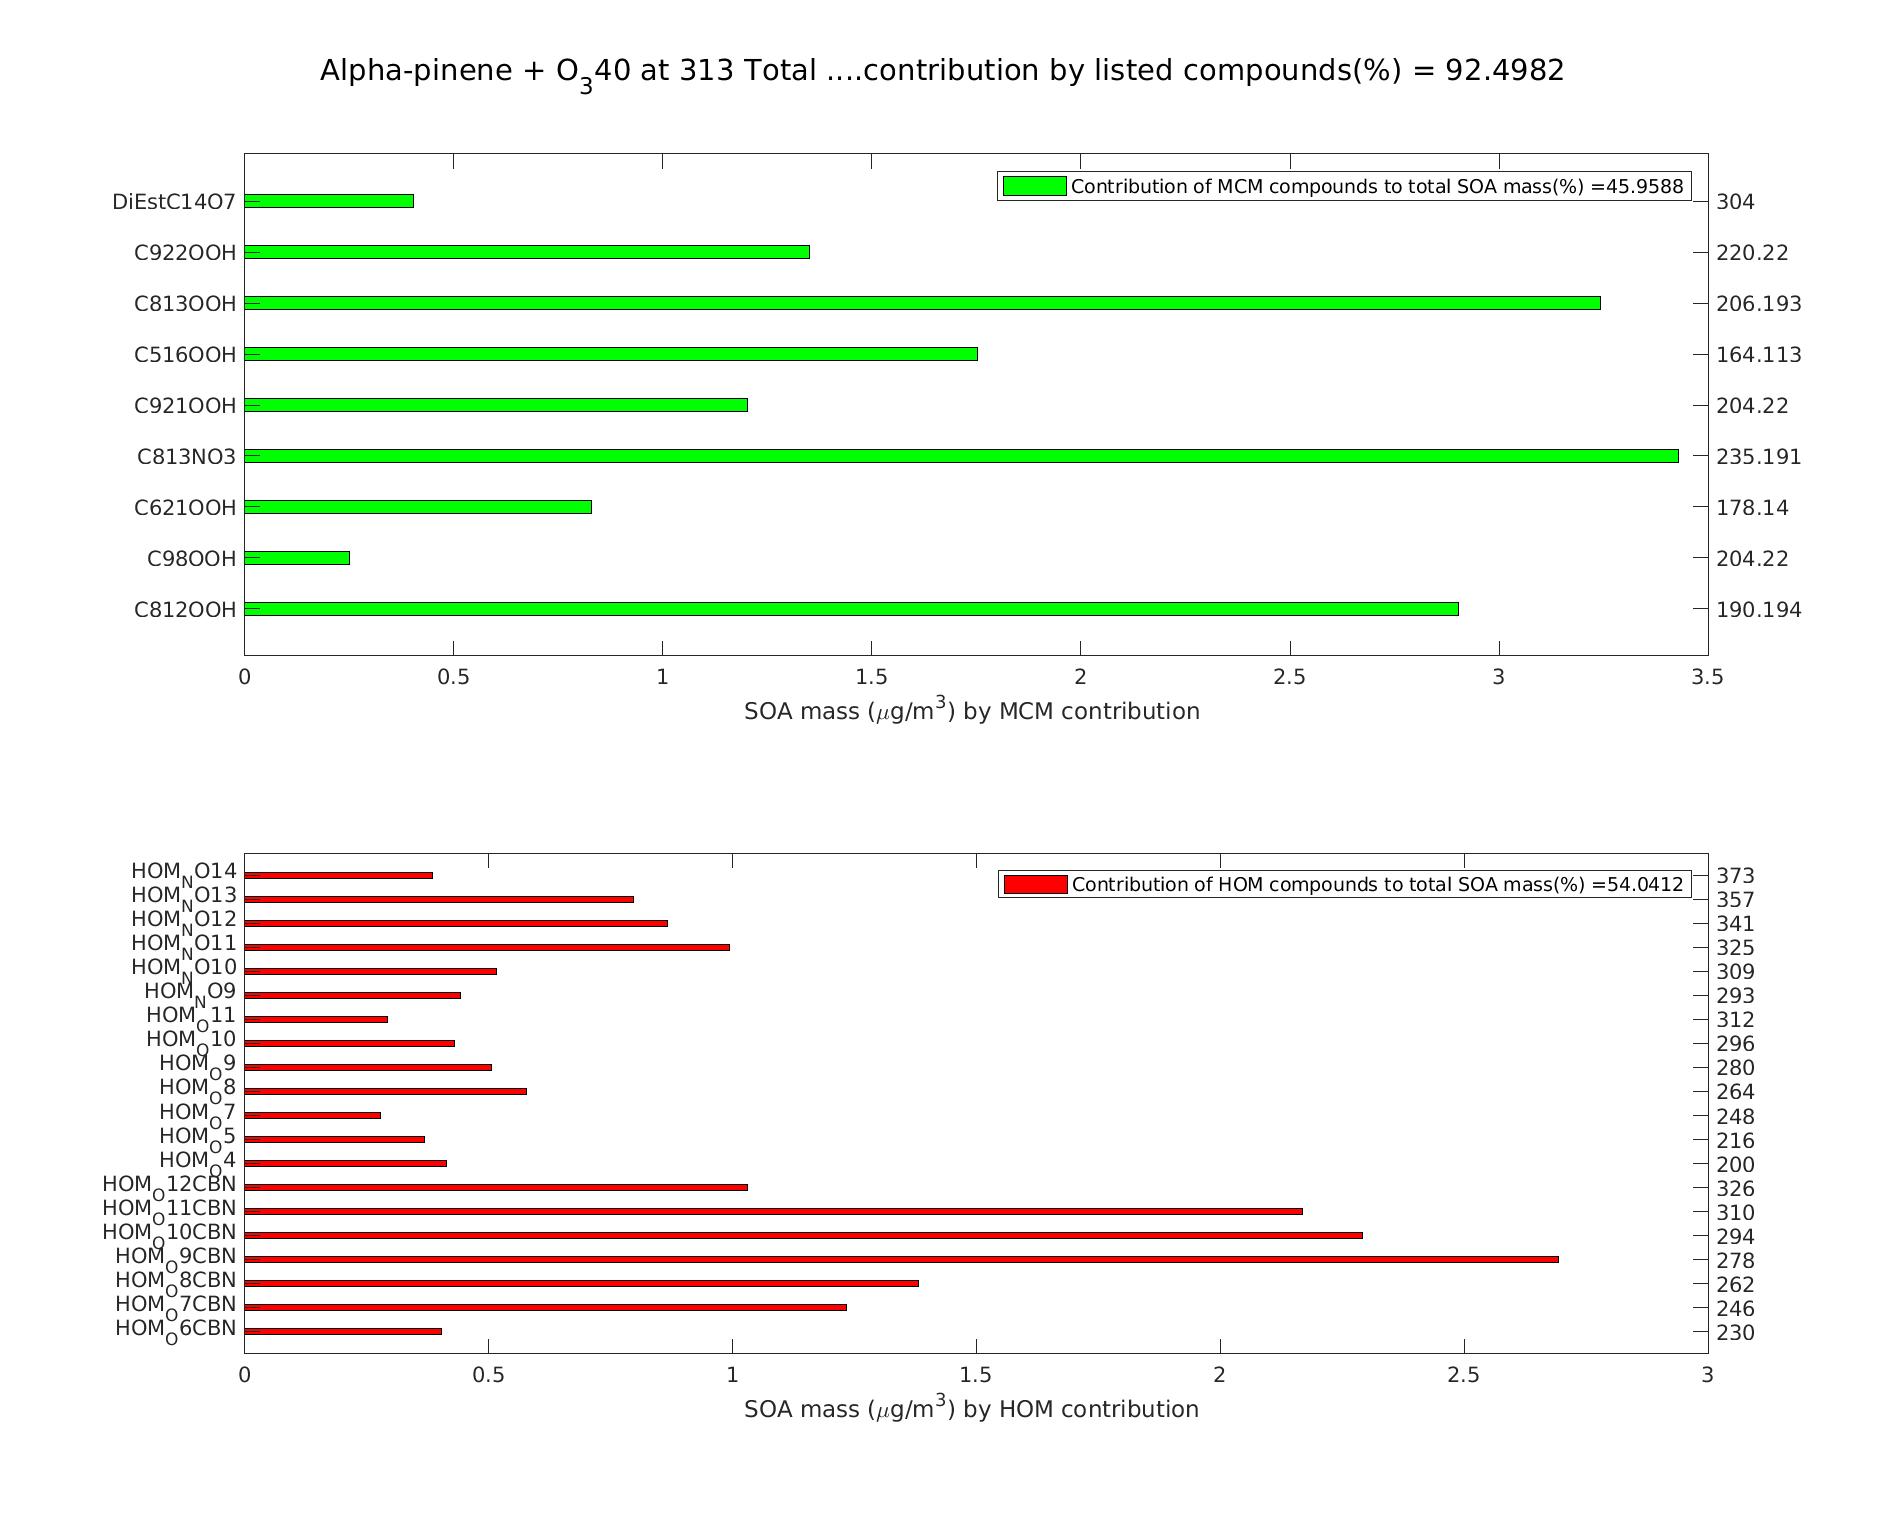 Alpha-pinene + O340 at 313 Total ....contribution by listed compounds(%) = 92.4982
Contribution of MCM compounds to total SOA mass(%) =45.9588
DiEstC14O7 304
C922OOH 220.22
C813OOH 206.193
C516OOH 164.113
C921OOH 204.22
C813NO3 235.191
C621OOH 178.14
C98OOH 204.22
C812OOH 190.194
0 0.5 1 1.5 2 2.5 3 3.5
SOA mass (μg/m3) by MCM contribution
Contribution of HOM compounds to total SOA mass(%) =54.0412
HOMNO14 373
HOMNO13 357
HOMNO12 341
HOMNO11 325
HOMNO10 309
HOMNO9 293
HOMO11 312
HOMO10 296
HOMO9 280
HOMO8 264
HOMO7 248
HOMO5 216
HOMO4 200
HOMO12CBN 326
HOMO11CBN 310
HOMO10CBN 294
HOMO9CBN 278
HOMO8CBN 262
HOMO7CBN 246
HOMO6CBN 230
0 0.5 1 1.5 2 2.5 3
SOA mass (μg/m3) by HOM contribution